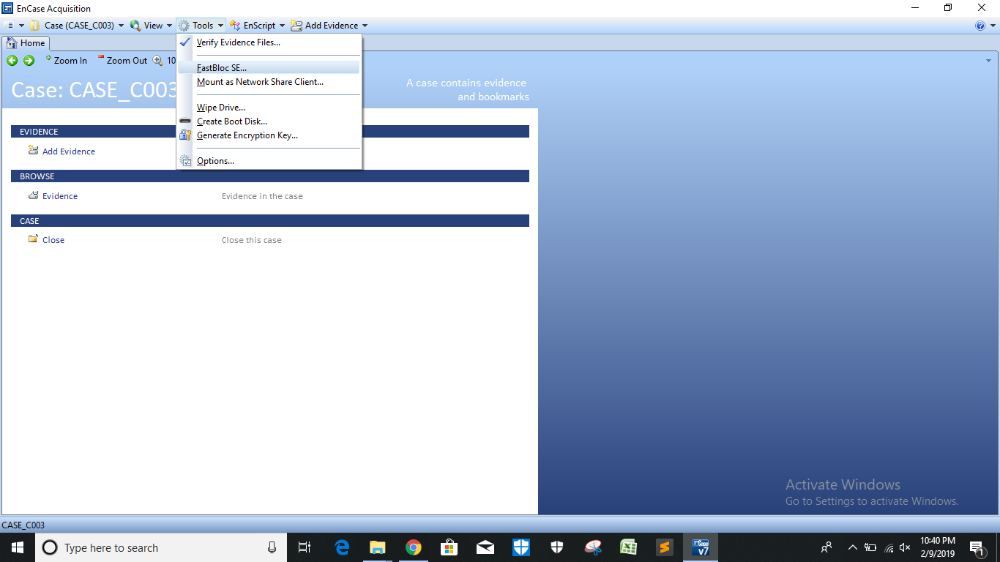 EnCase Acquisition
Case (CASE_C003) View Tools EnScript Add Evidence
Home
Zoom In Zoom Out 10
Verify Evidence Files...
FastBloc SE...
Mount as Network Share Client...
Wipe Drive...
Create Boot Disk...
Generate Encryption Key...
Options...
Case: CASE_C003
A case contains evidence
and bookmarks
EVIDENCE
Add Evidence
BROWSE
Evidence Evidence in the case
CASE
Close Close this case
Activate Windows
Go to Settings to activate Windows.
CASE_C003
Type here to search
v7
10:40 PM
2/9/2019
1